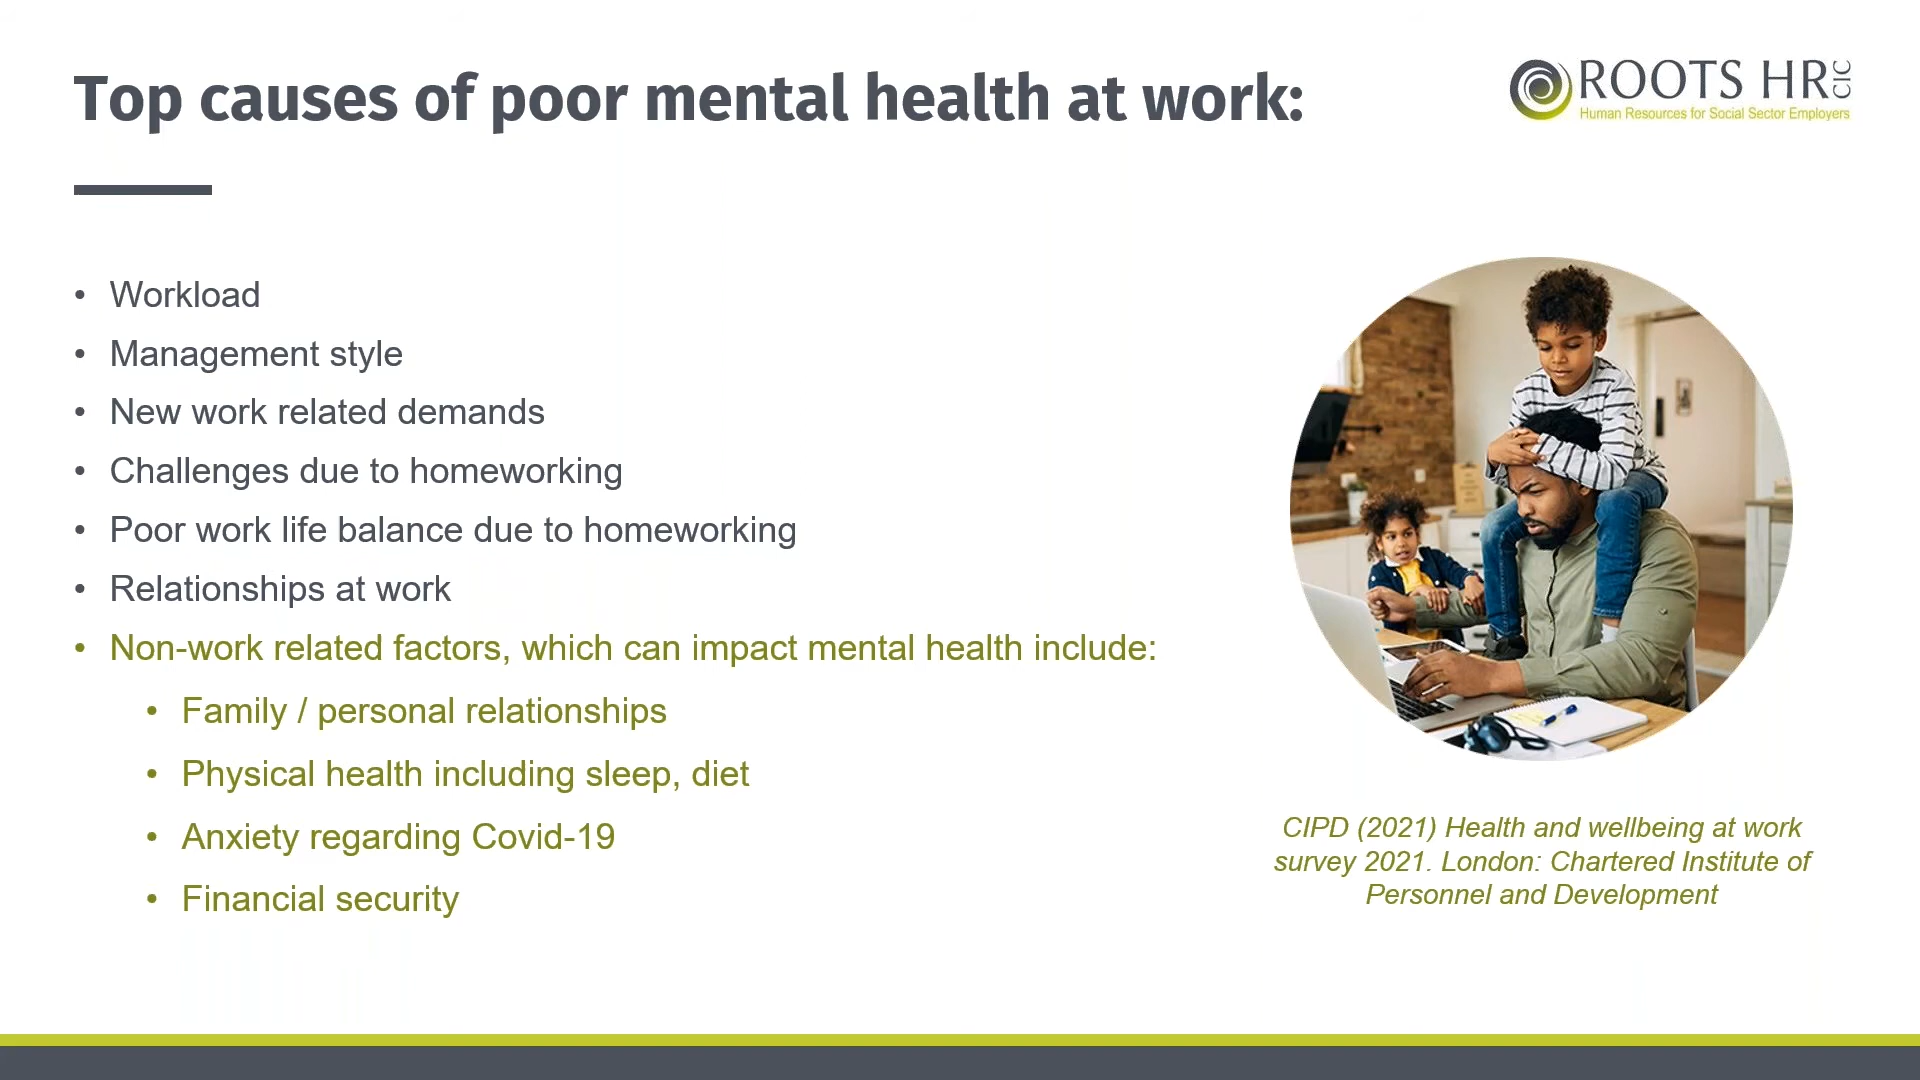 Top causes of poor mental health at work:
ROOTS HR CIC
Human Resources for Social Sector Employers
• Workload
• Management style
• New work related demands
• Challenges due to homeworking
• Poor work life balance due to homeworking
• Relationships at work
• Non-work related factors, which can impact mental health include:
• Family / personal relationships
• Physical health including sleep, diet
• Anxiety regarding Covid-19
• Financial security
CIPD (2021) Health and wellbeing at work
survey 2021. London: Chartered Institute of
Personnel and Development